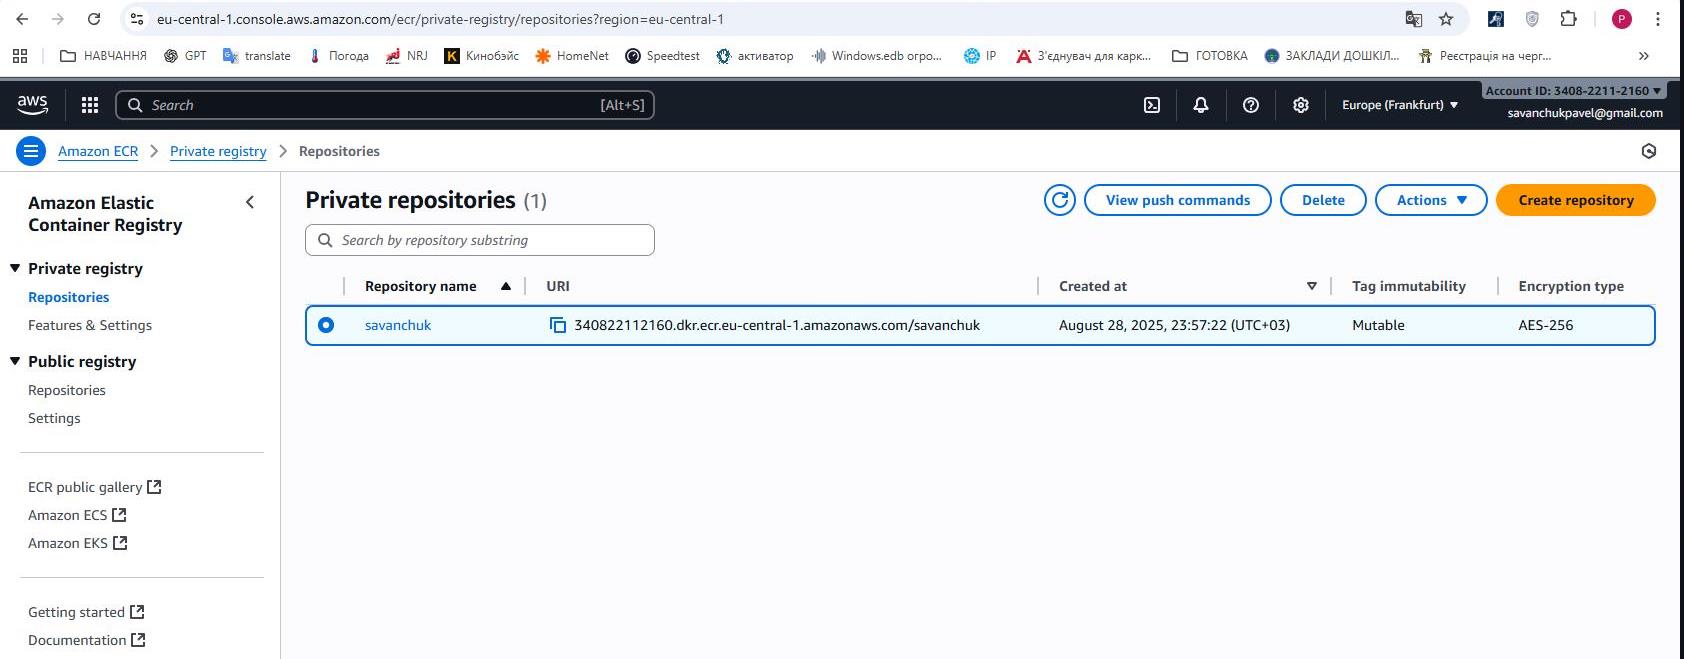 eu-central-1.console.aws.amazon.com/ecr/private-registry/repositories?region=eu-central-1
P
НАВЧАННЯ GPT translate Погода NRJ Кинобэйс HomeNet Speedtest активатор Windows.edb огро... IP З'єднувач для карк... ГОТОВКА ЗАКЛАДИ ДОШКІЛ... Реєстрація на черг...
aws Search [Alt+S] Europe (Frankfurt) Account ID: 3408-2211-2160
savanchukpavel@gmail.com
Amazon ECR Private registry Repositories
Amazon Elastic
Container Registry
Private registry
Repositories
Features & Settings
Public registry
Repositories
Settings
ECR public gallery
Amazon ECS
Amazon EKS
Getting started
Documentation
Private repositories (1)
View push commands Delete Actions Create repository
Search by repository substring
Repository name URI Created at Tag immutability Encryption type
savanchuk 340822112160.dkr.ecr.eu-central-1.amazonaws.com/savanchuk August 28, 2025, 23:57:22 (UTC+03) Mutable AES-256